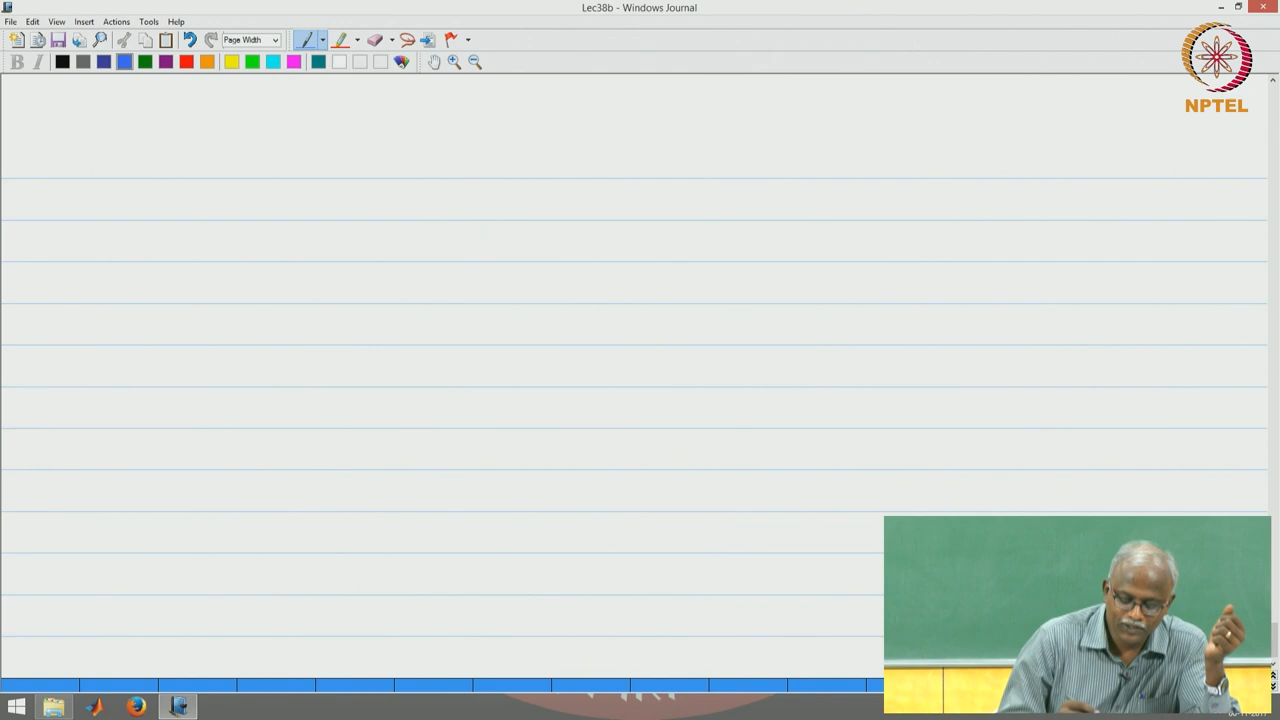 Lec38b - Windows Journal
File Edit View Insert Actions Tools Help
Page Width
B I
NPTEL